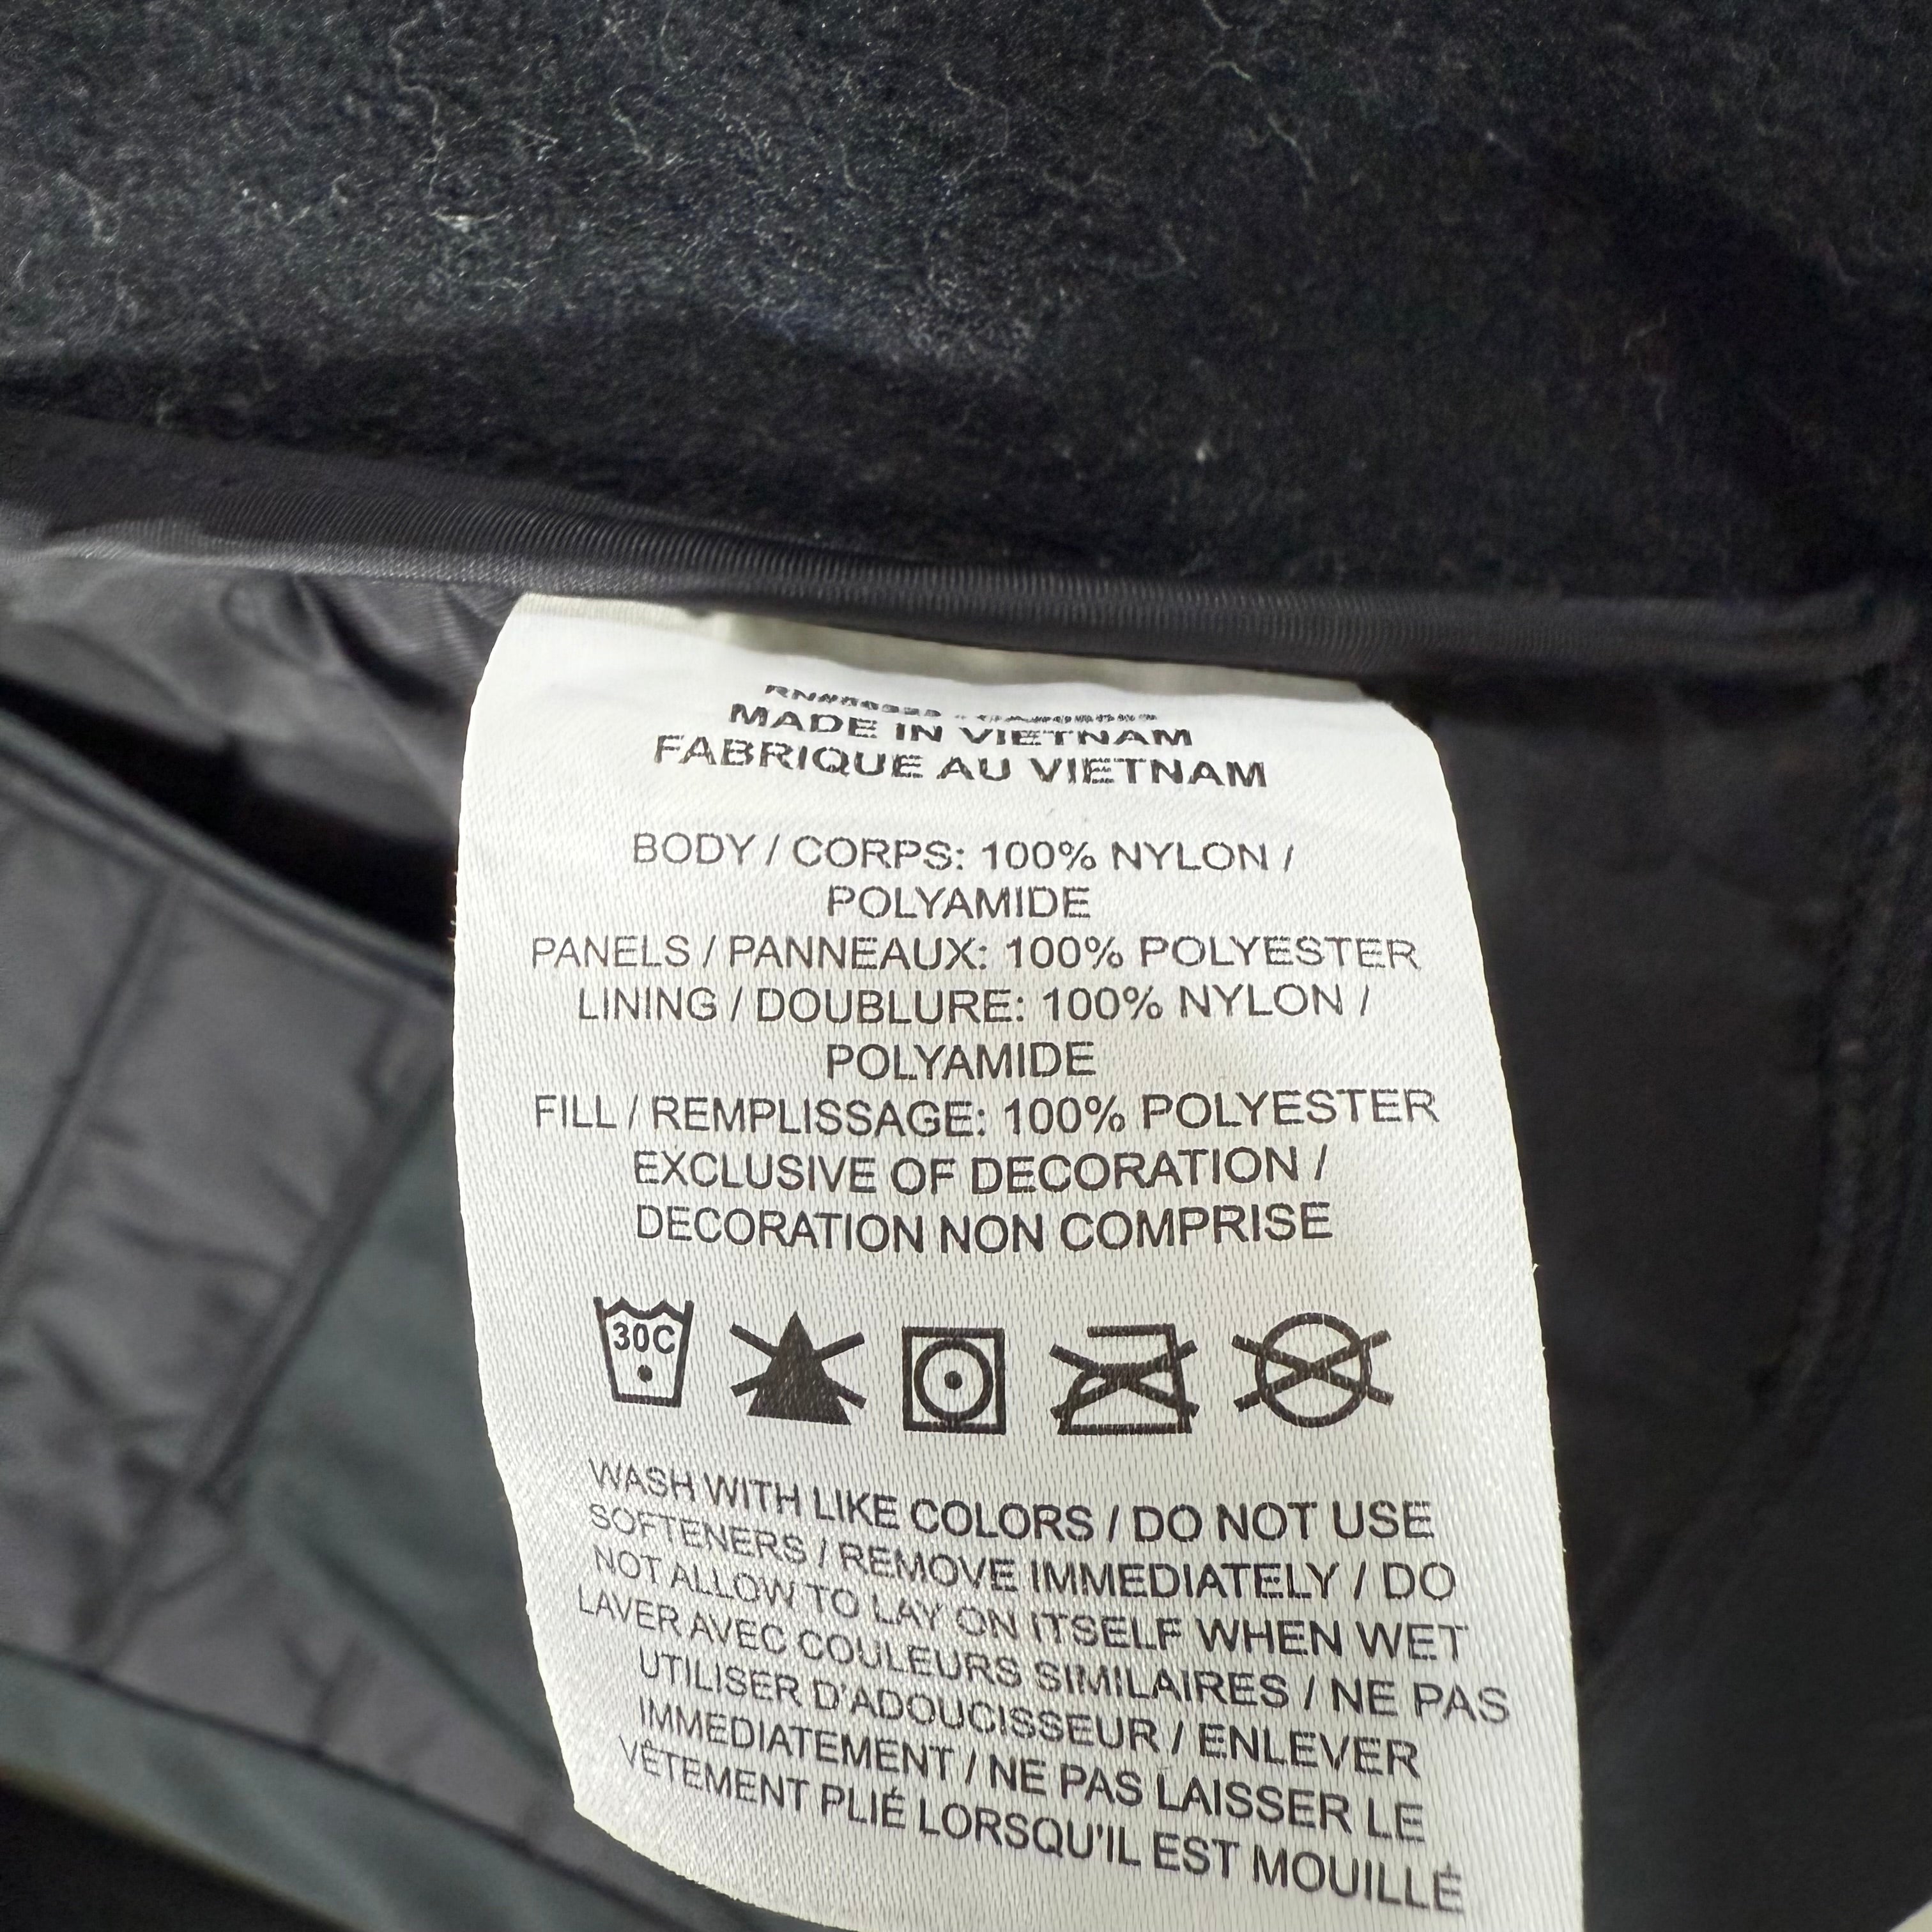 MADE IN VIETNAM
FABRIQUE AU VIETNAM
BODY / CORPS: 100% NYLON /
POLYAMIDE
PANELS / PANNEAUX: 100% POLYESTER
LINING / DOUBLURE: 100% NYLON /
POLYAMIDE
FILL / REMPLISSAGE: 100% POLYESTER
EXCLUSIVE OF DECORATION /
DECORATION NON COMPRISE
30C
WASH WITH LIKE COLORS / DO NOT USE
SOFTENERS / REMOVE IMMEDIATELY / DO
NOT ALLOW TO LAY ON ITSELF WHEN WET
LAVER AVEC COULEURS SIMILAIRES / NE PAS
UTILISER D'ADOUCISSEUR / ENLEVER
IMMEDIATEMENT / NE PAS LAISSER LE
VÊTEMENT PLIÉ LORSQU'IL EST MOUILLÉ